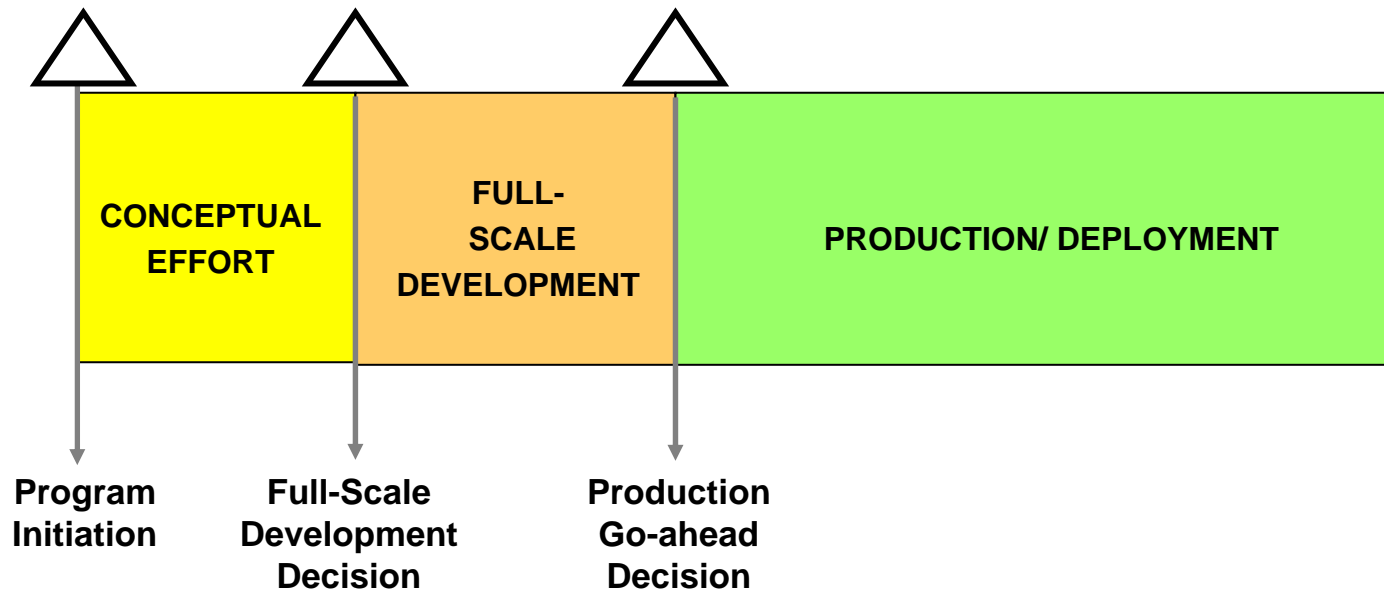 CONCEPTUAL
EFFORT
FULL-
SCALE
DEVELOPMENT
PRODUCTION/ DEPLOYMENT
Program
Initiation
Full-Scale
Development
Decision
Production
Go-ahead
Decision